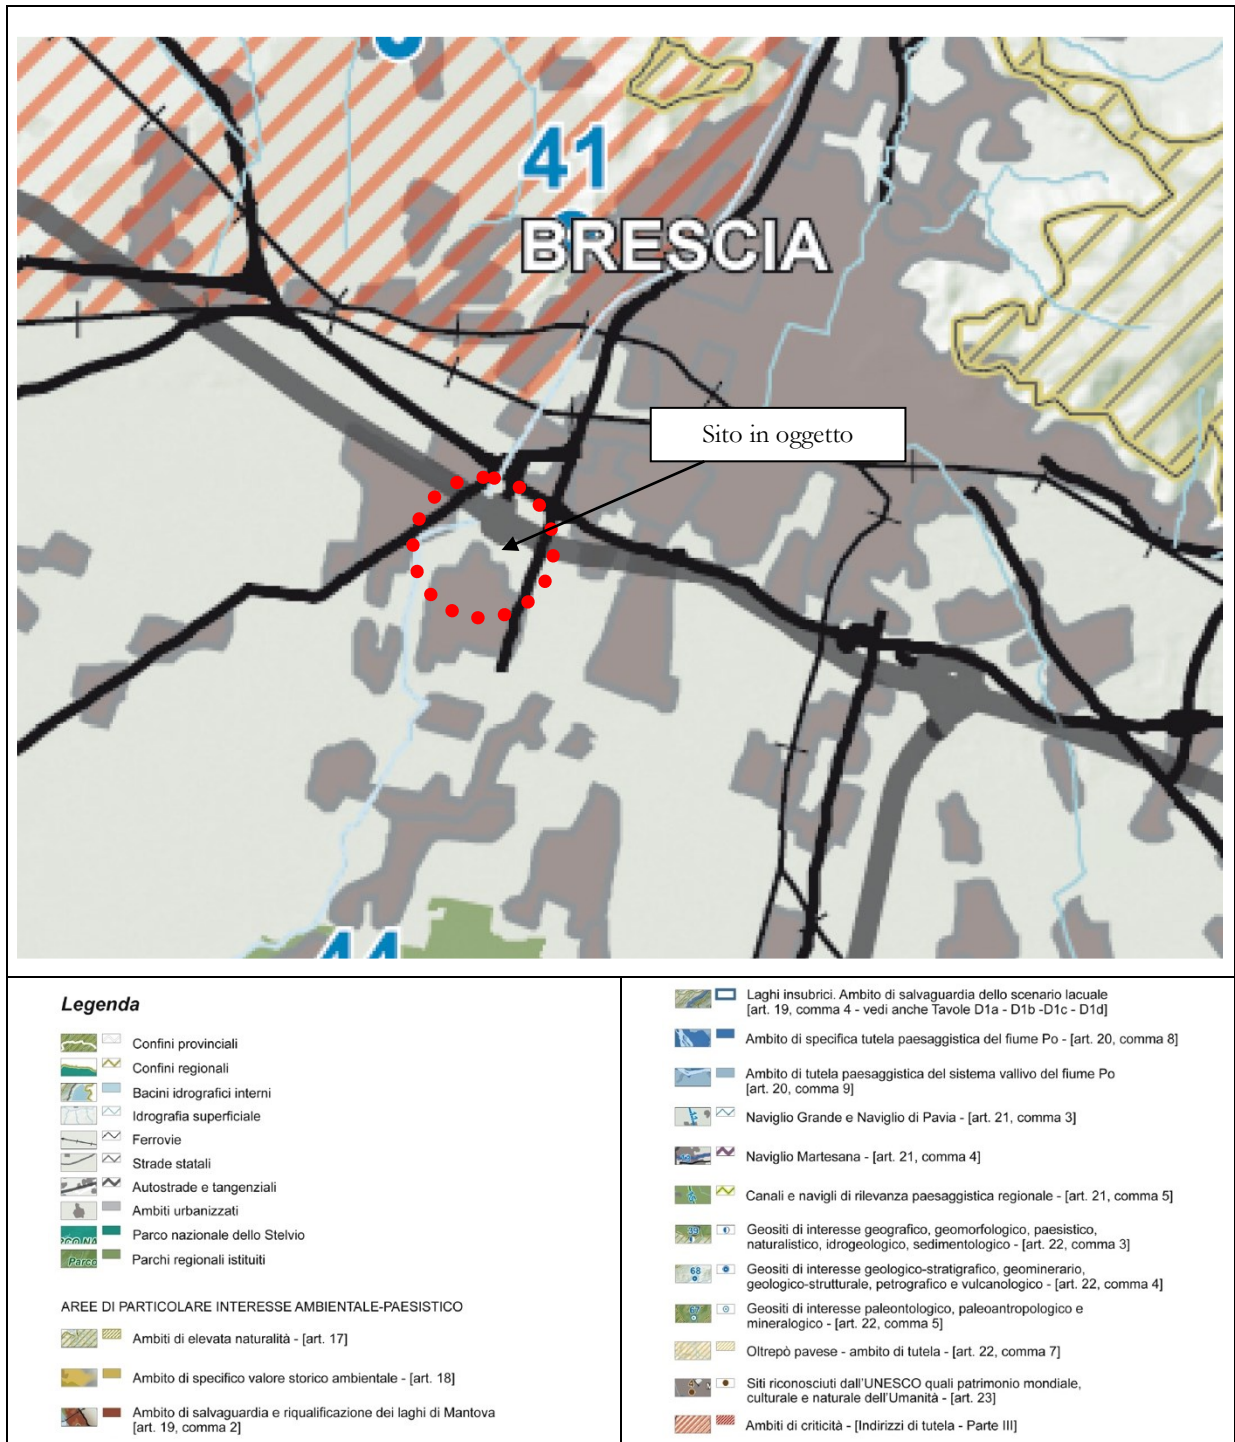 41
BRESCIA
Sito in oggetto
44
Legenda
Confini provinciali
Confini regionali
Bacini idrografici interni
Idrografia superficiale
Ferrovie
Strade statali
Autostrade e tangenziali
Ambiti urbanizzati
Parco nazionale dello Stelvio
Parchi regionali istituiti
AREE DI PARTICOLARE INTERESSE AMBIENTALE-PAESISTICO
Ambiti di elevata naturalità - [art. 17]
Ambito di specifico valore storico ambientale - [art. 18]
Ambito di salvaguardia e riqualificazione dei laghi di Mantova
[art. 19, comma 2]
Laghi insubrici. Ambito di salvaguardia dello scenario lacuale
[art. 19, comma 4 - vedi anche Tavole D1a - D1b -D1c - D1d]
Ambito di specifica tutela paesaggistica del fiume Po - [art. 20, comma 8]
Ambito di tutela paesaggistica del sistema vallivo del fiume Po
[art. 20, comma 9]
Naviglio Grande e Naviglio di Pavia - [art. 21, comma 3]
Naviglio Martesana - [art. 21, comma 4]
Canali e navigli di rilevanza paesaggistica regionale - [art. 21, comma 5]
Geositi di interesse geografico, geomorfologico, paesistico,
naturalistico, idrogeologico, sedimentologico - [art. 22, comma 3]
68
Geositi di interesse geologico-stratigrafico, geominerario,
geologico-strutturale, petrografico e vulcanologico - [art. 22, comma 4]
Geositi di interesse paleontologico, paleoantropologico e
mineralogico - [art. 22, comma 5]
Oltrepò pavese - ambito di tutela - [art. 22, comma 7]
Siti riconosciuti dall'UNESCO quali patrimonio mondiale,
culturale e naturale dell'Umanità - [art. 23]
Ambiti di criticità - [Indirizzi di tutela - Parte III]